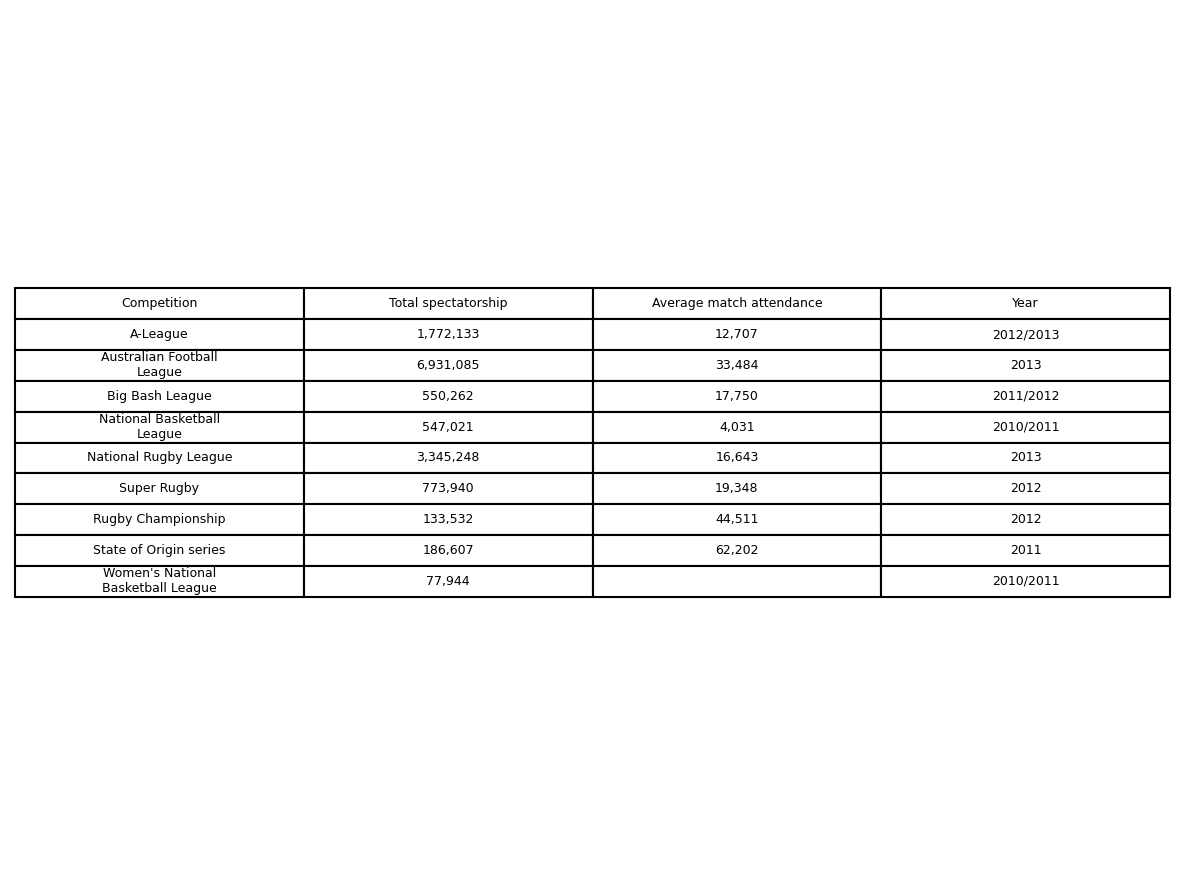 Competition Total spectatorship Average match attendance Year
A-League 1,772,133 12,707 2012/2013
Australian Football
League 6,931,085 33,484 2013
Big Bash League 550,262 17,750 2011/2012
National Basketball
League 547,021 4,031 2010/2011
National Rugby League 3,345,248 16,643 2013
Super Rugby 773,940 19,348 2012
Rugby Championship 133,532 44,511 2012
State of Origin series 186,607 62,202 2011
Women's National
Basketball League 77,944 2010/2011